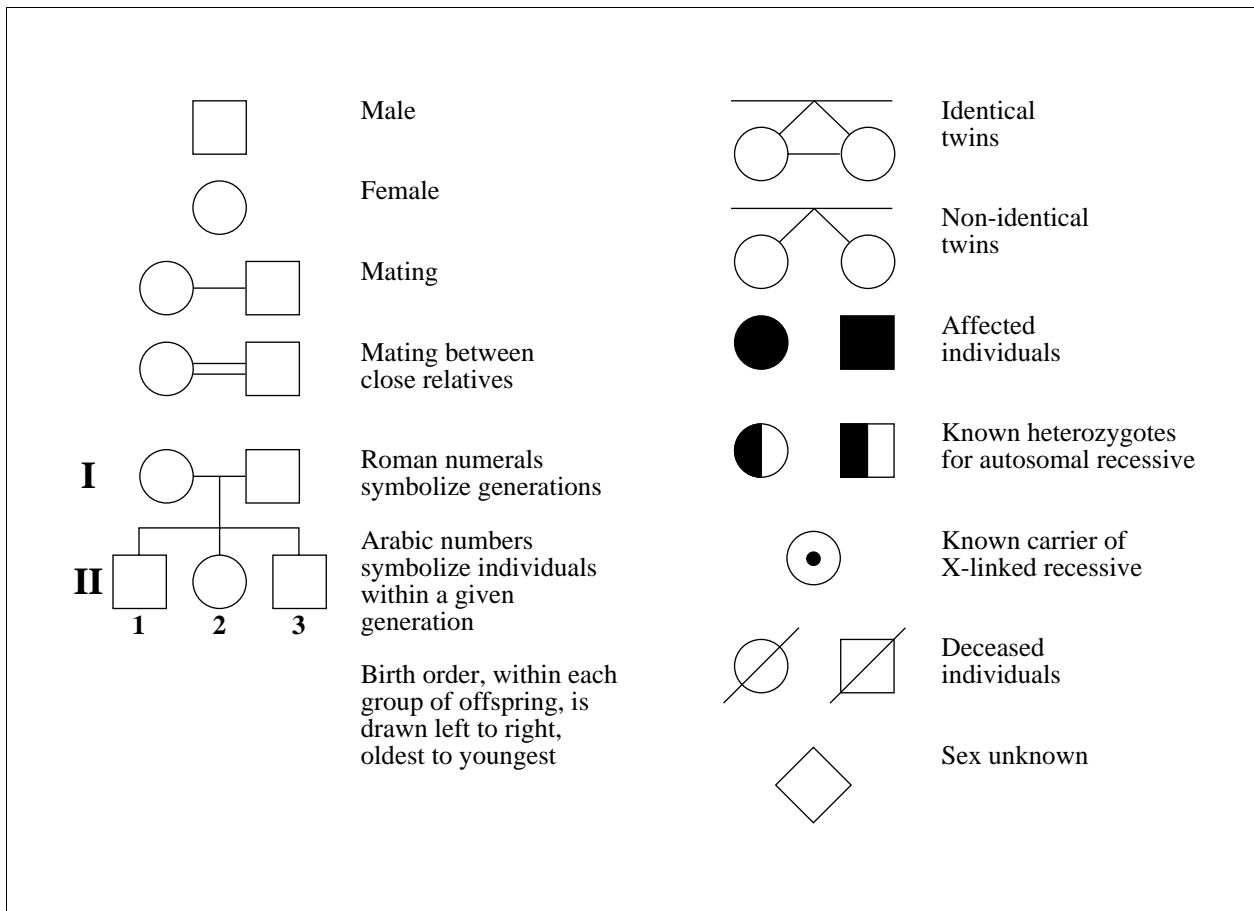 Male
Female
Mating
Mating between
close relatives
I
Roman numerals
symbolize generations
II
1 2 3
Arabic numbers
symbolize individuals
within a given
generation
Birth order, within each
group of offspring, is
drawn left to right,
oldest to youngest
Identical
twins
Non-identical
twins
Affected
individuals
Known heterozygotes
for autosomal recessive
Known carrier of
X-linked recessive
Deceased
individuals
Sex unknown